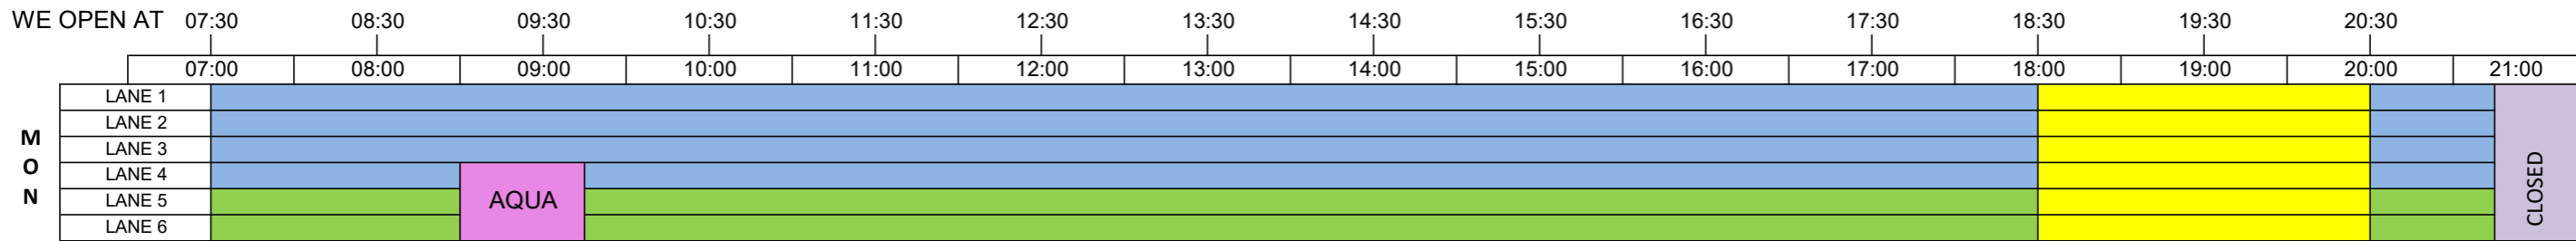 WE OPEN AT 07:30 08:30 09:30 10:30 11:30 12:30 13:30 14:30 15:30 16:30 17:30 18:30 19:30 20:30
07:00 08:00 09:00 10:00 11:00 12:00 13:00 14:00 15:00 16:00 17:00 18:00 19:00 20:00 21:00
MON
LANE 1
LANE 2
LANE 3
LANE 4
LANE 5
LANE 6
AQUA
CLOSED